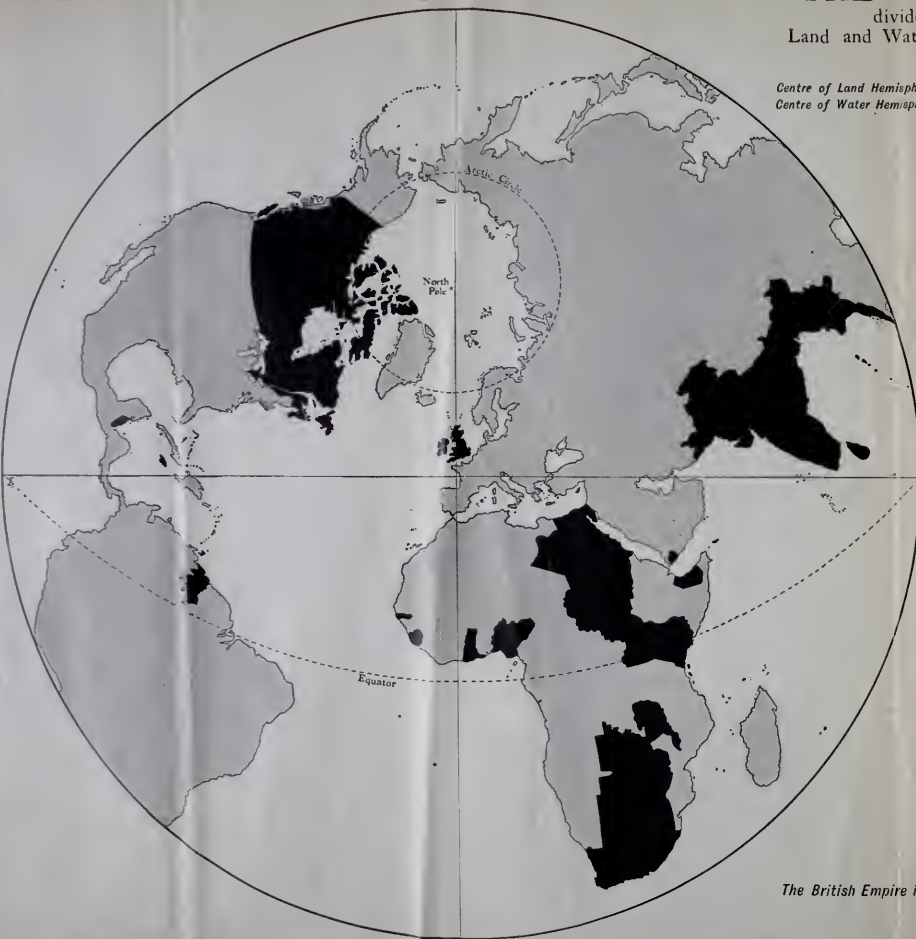 divid
Land and Wat
Centre of Land Hemisph
Centre of Water Hemisp
Arctic Circle
North
Pole
Equator
The British Empire i